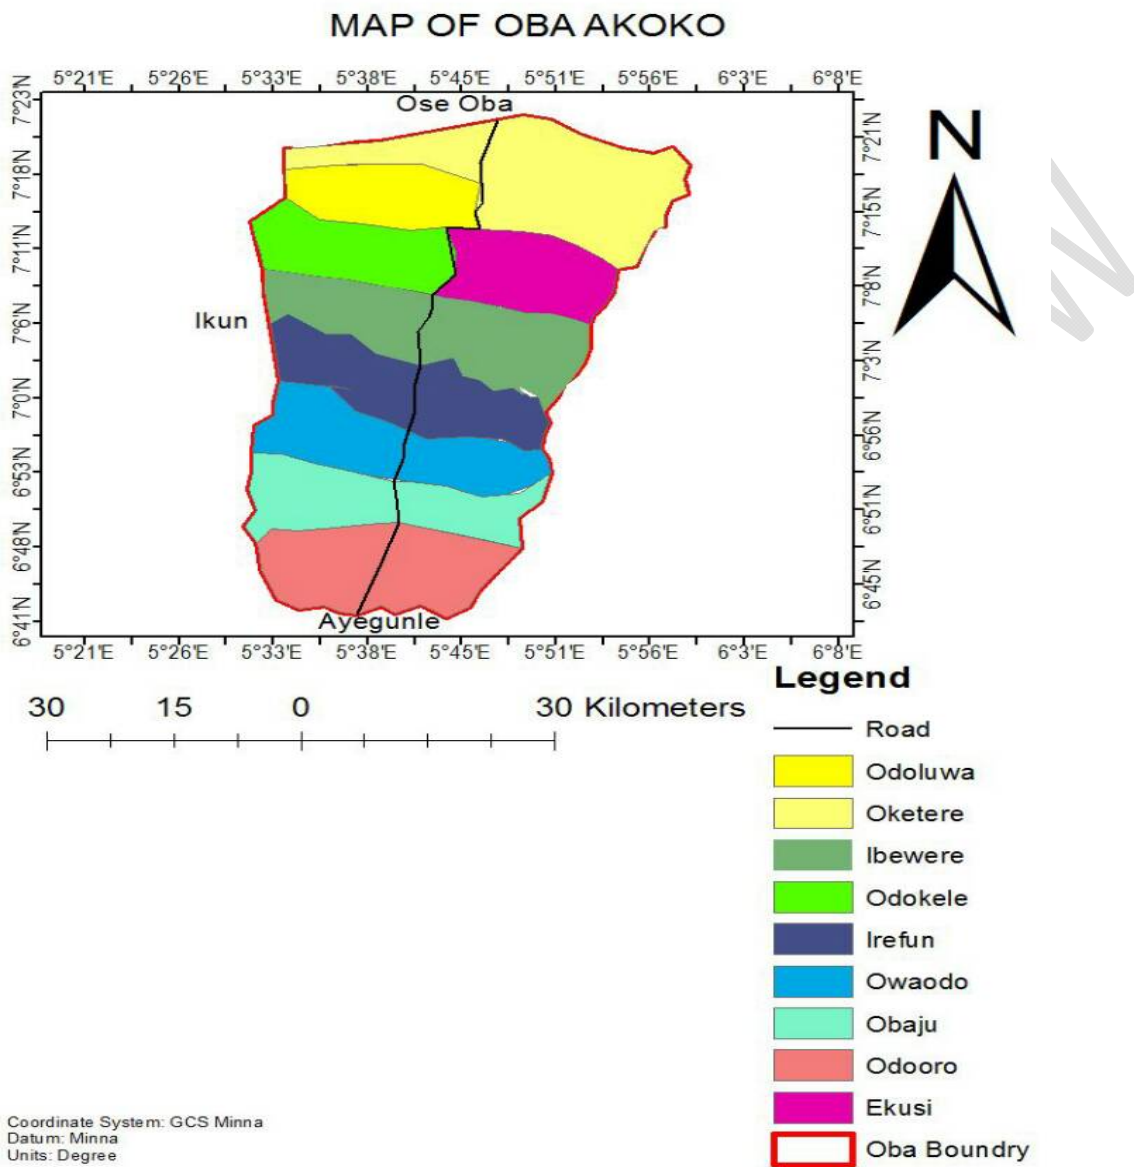 MAP OF OBA AKOKO
5°21'E 5°26'E 5°33'E 5°38'E 5°45'E 5°51'E 5°56'E 6°3'E 6°8'E
Ose Oba
7°23'N
7°21'N
N
7°18'N
7°15'N
7°11'N
7°8'N
Ikun
7°6'N
7°3'N
7°0'N
6°56'N
6°53'N
6°51'N
6°48'N
6°45'N
6°41'N
Ayegunle
5°21'E 5°26'E 5°33'E 5°38'E 5°45'E 5°51'E 5°56'E 6°3'E 6°8'E
30 15 0 30 Kilometers
Legend
Road
Odoluwa
Oketere
Ibewere
Odokele
Irefun
Owaodo
Obaju
Odooro
Ekusi
Oba Boundry
Coordinate System: GCS Minna
Datum: Minna
Units: Degree